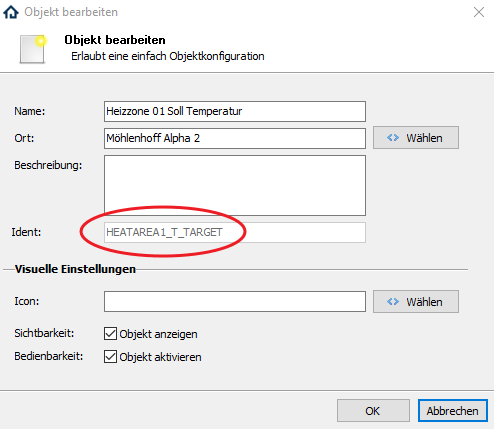 Objekt bearbeiten
Objekt bearbeiten
Erlaubt eine einfach Objektkonfiguration
Name: Heizzone 01 Soll Temperatur
Ort: Möhlenhoff Alpha 2 Wählen
Beschreibung:
Ident: HEATAREA1_T_TARGET
Visuelle Einstellungen
Icon: Wählen
Sichtbarkeit: Objekt anzeigen
Bedienbarkeit: Objekt aktivieren
OK Abbrechen